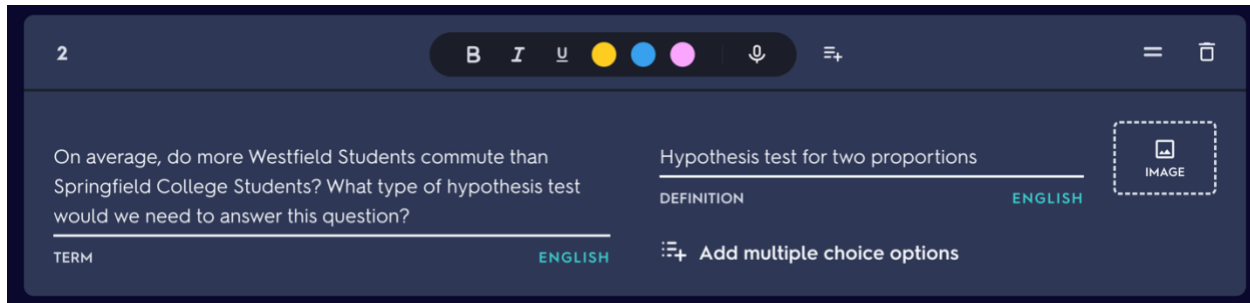 2
B I U
On average, do more Westfield Students commute than
Springfield College Students? What type of hypothesis test
would we need to answer this question?
TERM ENGLISH
Hypothesis test for two proportions
DEFINITION ENGLISH
Add multiple choice options
IMAGE